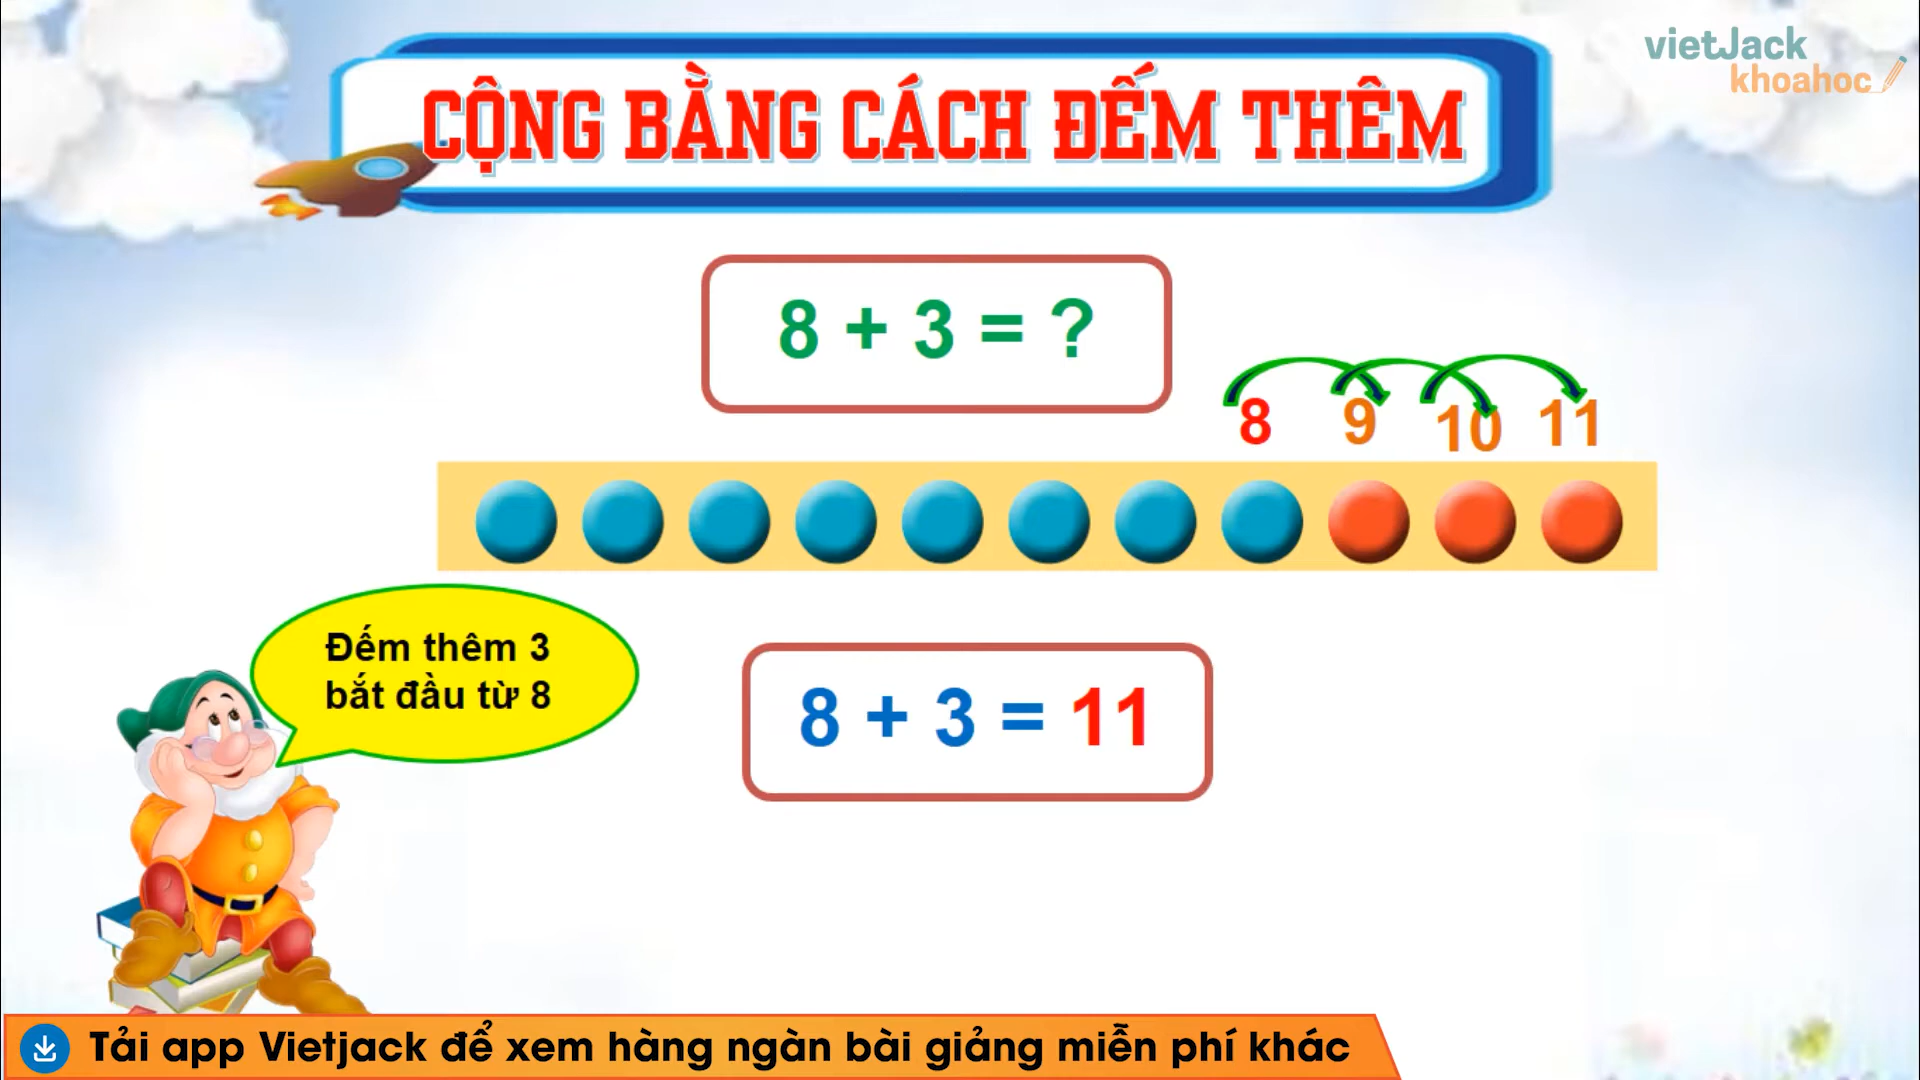 vietJack
khoahoc
CỘNG BẰNG CÁCH ĐẾM THÊM
8 + 3 = ?
8 9 10 11
Đếm thêm 3
bắt đầu từ 8
8 + 3 = 11
Tải app Vietjack để xem hàng ngàn bài giảng miễn phí khác